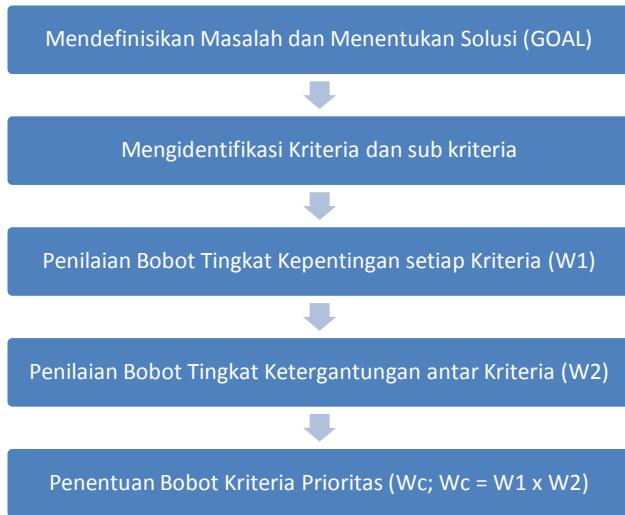 Mendefinisikan Masalah dan Menentukan Solusi (GOAL)
Mengidentifikasi Kriteria dan sub kriteria
Penilaian Bobot Tingkat Kepentingan setiap Kriteria (W1)
Penilaian Bobot Tingkat Ketergantungan antar Kriteria (W2)
Penentuan Bobot Kriteria Prioritas (Wc; Wc = W1 x W2)